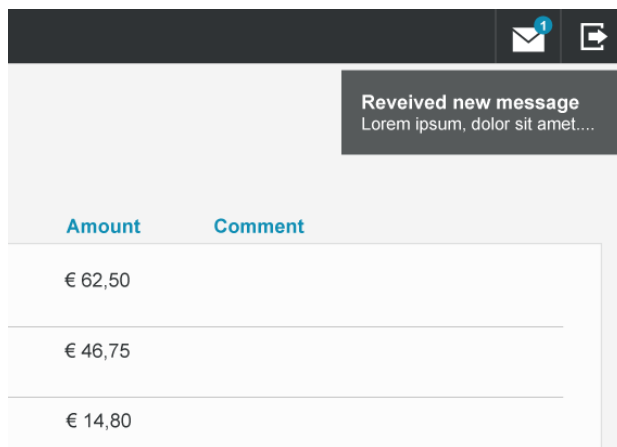 1
Reveived new message
Lorem ipsum, dolor sit amet....
Amount Comment
€ 62,50
€ 46,75
€ 14,80